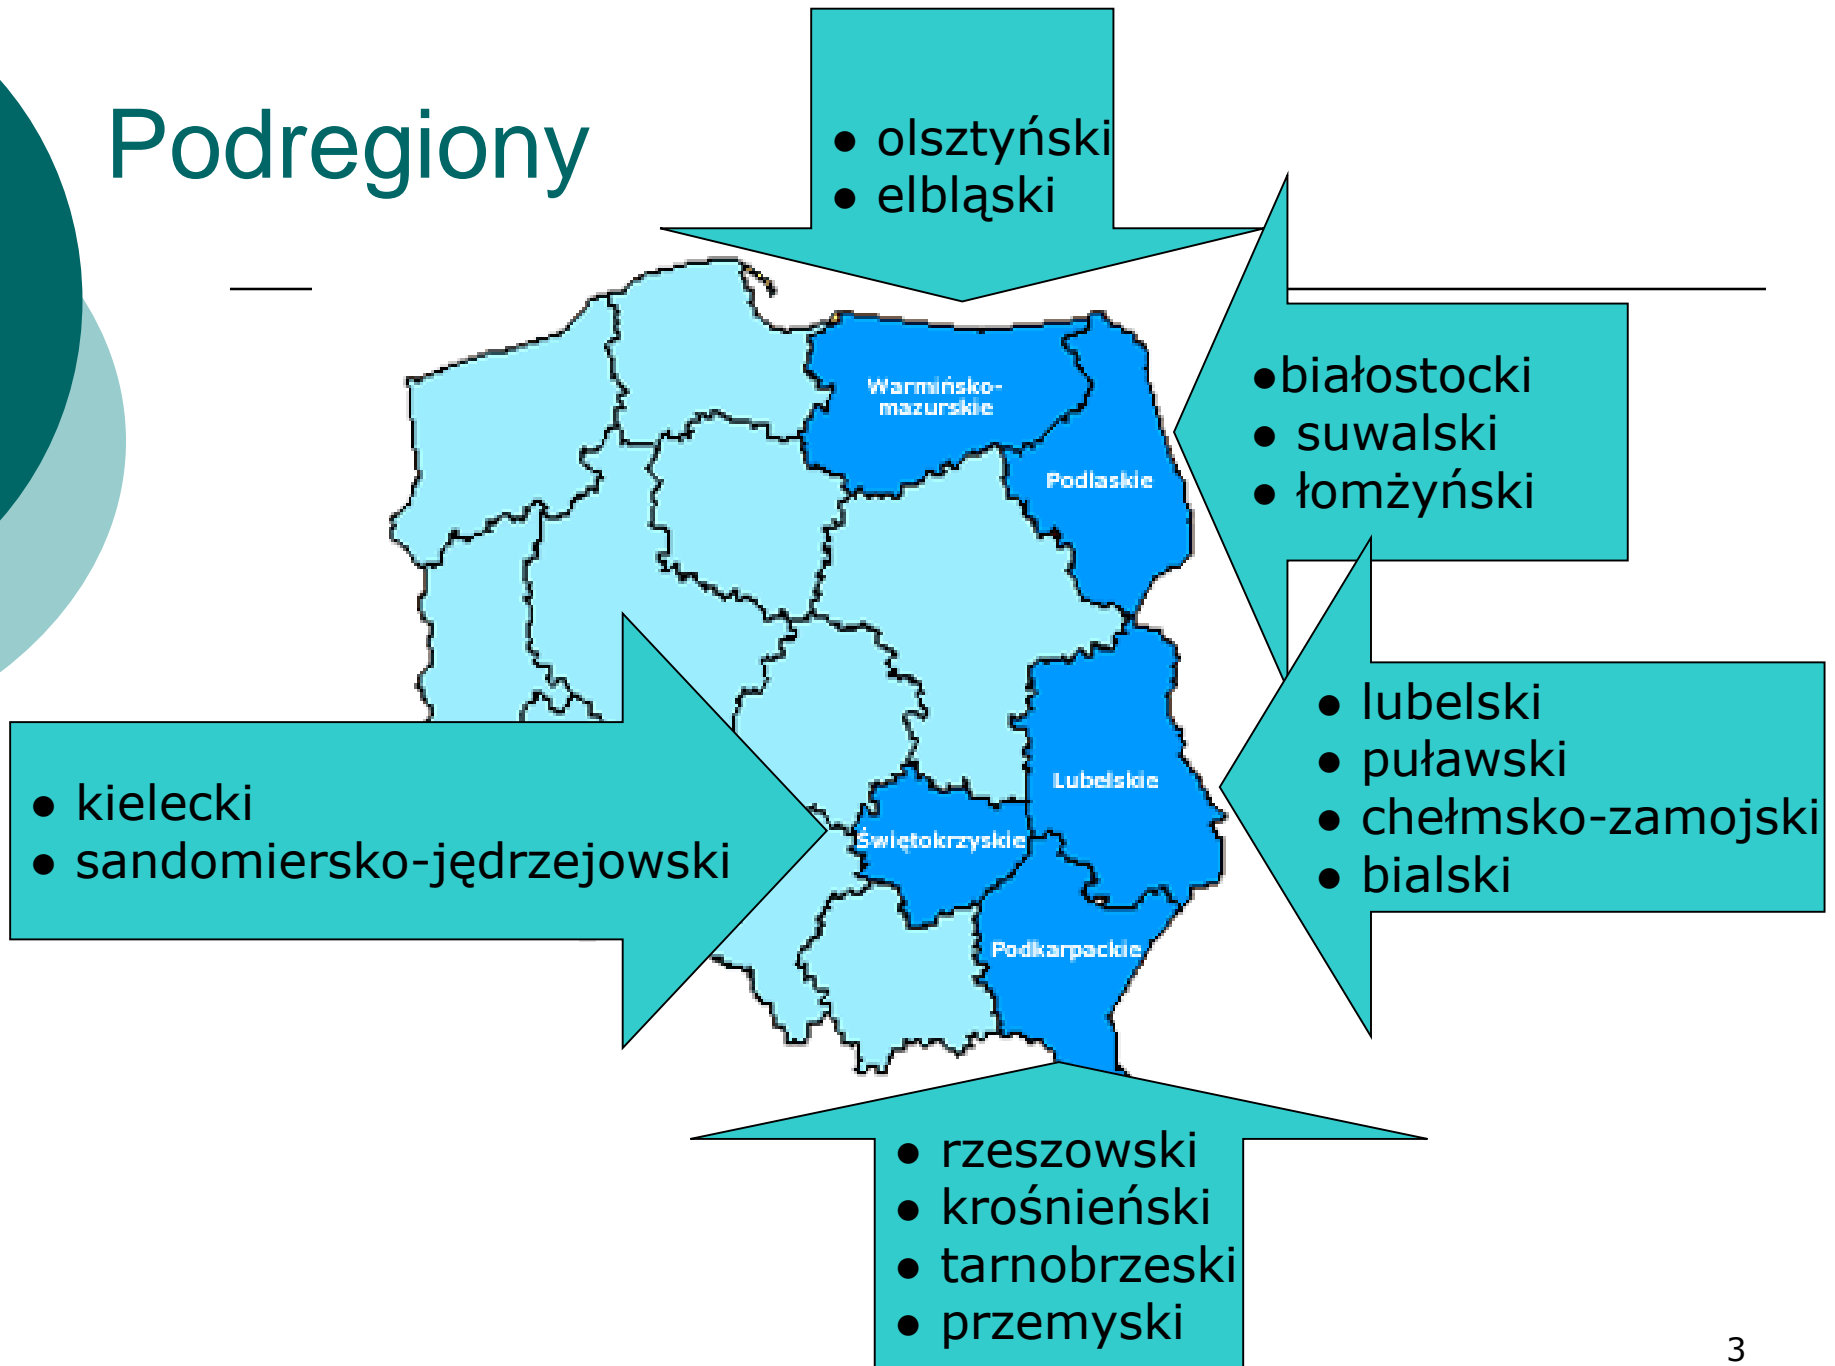 Podregiony
● olsztyński
● elbląski
●białostocki
● suwalski
● łomżyński
● lubelski
● puławski
● chełmsko-zamojski
● bialski
● kielecki
● sandomiersko-jędrzejowski
● rzeszowski
● krośnieński
● tarnobrzeski
● przemyski
Warmińsko-
mazurskie
Podlaskie
Lubelskie
Świętokrzyskie
Podkarpackie
3